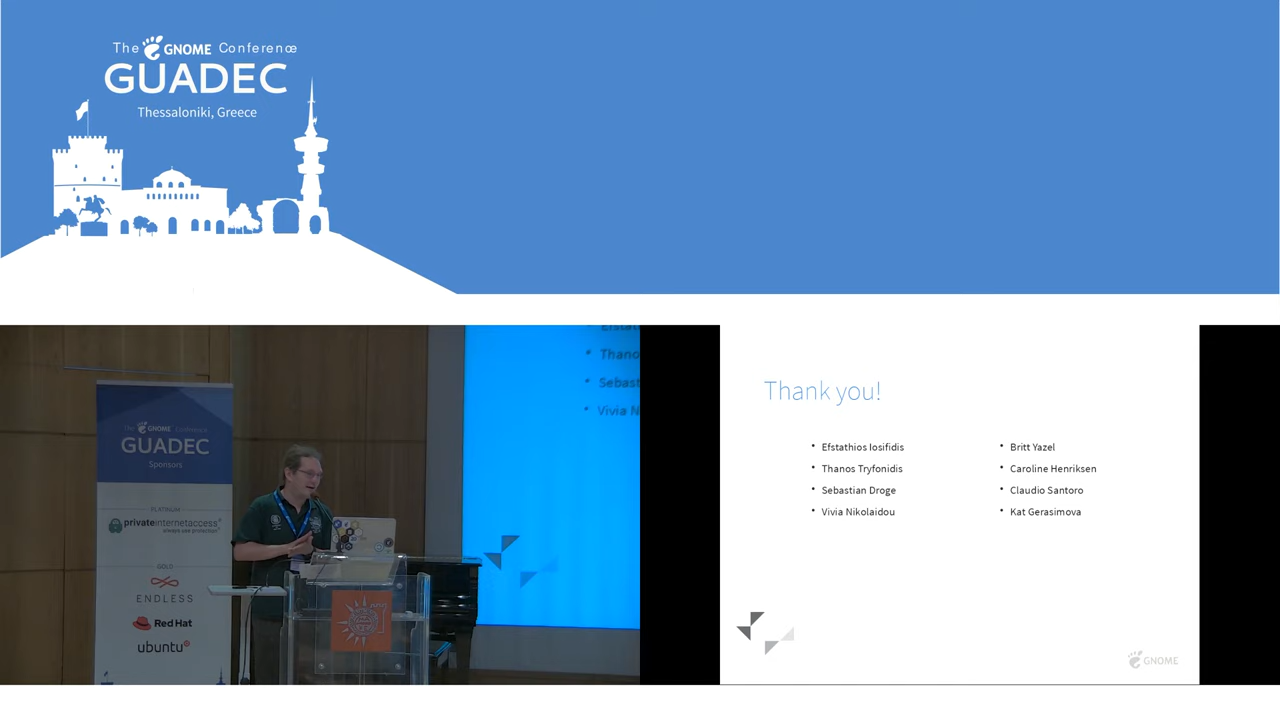 The GNOME Conference
GUADEC
Thessaloniki, Greece
The GNOME Conference
GUADEC
Sponsors
PLATINUM
privateinternetaccess
always use protection
GOLD
ENDLESS
Red Hat
ubuntu
Thano
Sebast
Vivia N
Thank you!
• Efstathios Iosifidis
• Thanos Tryfonidis
• Sebastian Droge
• Vivia Nikolaidou
• Britt Yazel
• Caroline Henriksen
• Claudio Santoro
• Kat Gerasimova
GNOME